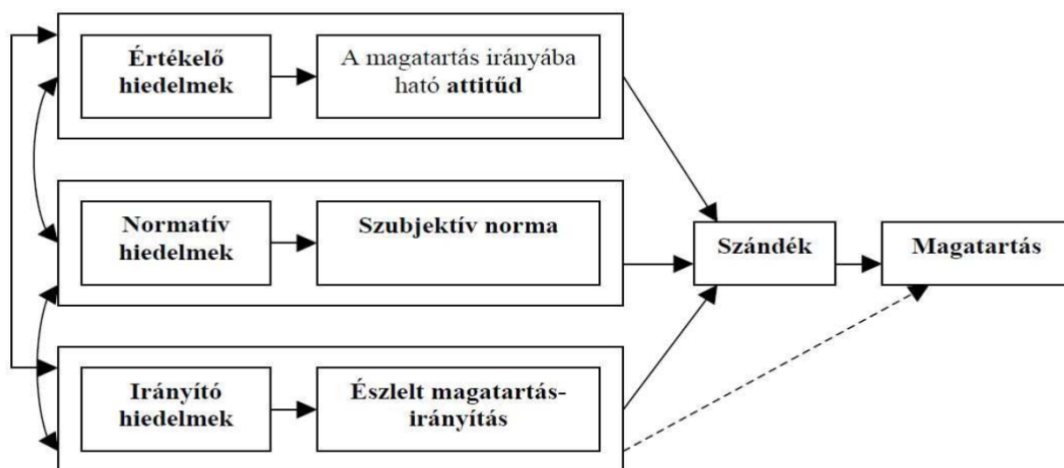 Értékelő
hiedelmek
A magatartás irányába
ható attitűd
Normatív
hiedelmek
Szubjektív norma
Szándék
Magatartás
Irányító
hiedelmek
Észlelt magatartás-
irányítás